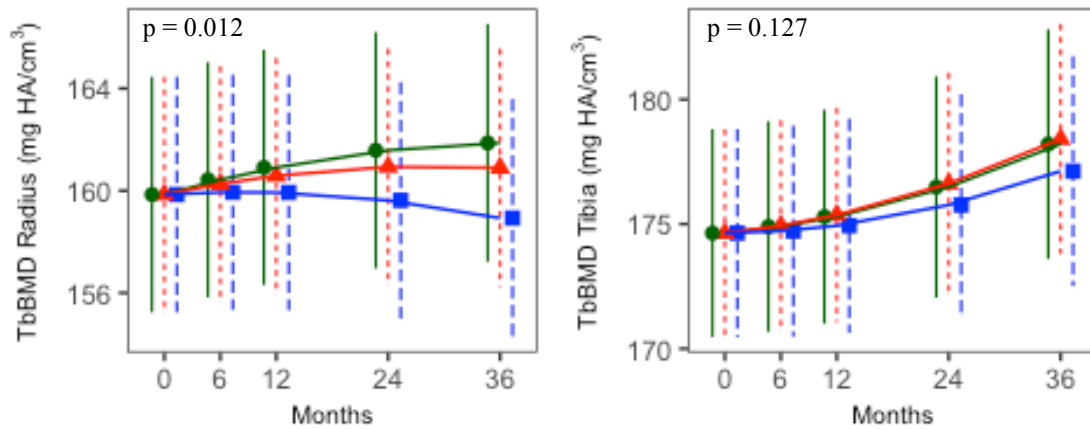 p = 0.012
TbBMD Radius (mg HA/cm³)
164
160
156
0 6 12 24 36
Months
p = 0.127
TbBMD Tibia (mg HA/cm³)
180
175
170
0 6 12 24 36
Months